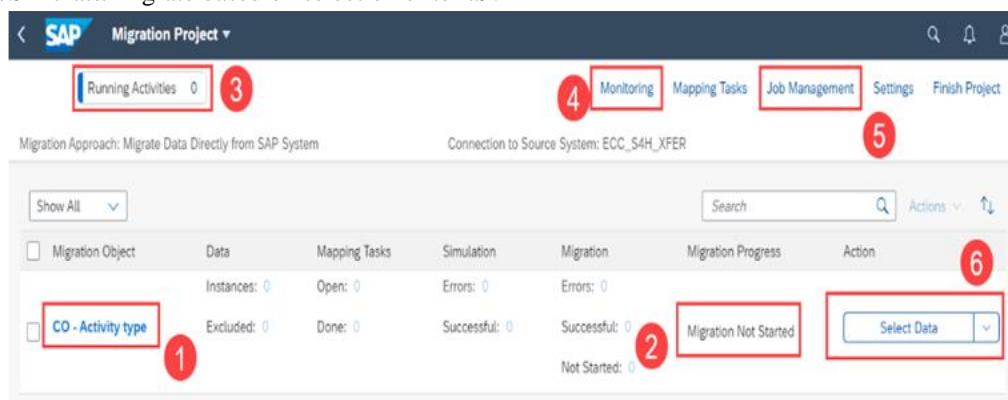 SAP Migration Project
Running Activities 0
3
4
Monitoring Mapping Tasks Job Management Settings Finish Project
5
Migration Approach: Migrate Data Directly from SAP System Connection to Source System: ECC_S4H_XFER
Show All Search Actions
Migration Object Data Mapping Tasks Simulation Migration Migration Progress Action
6
Instances: 0 Open: 0 Errors: 0 Errors: 0
CO - Activity type Excluded: 0 Done: 0 Successful: 0 Successful: 0 Migration Not Started Select Data
1
2
Not Started: 0